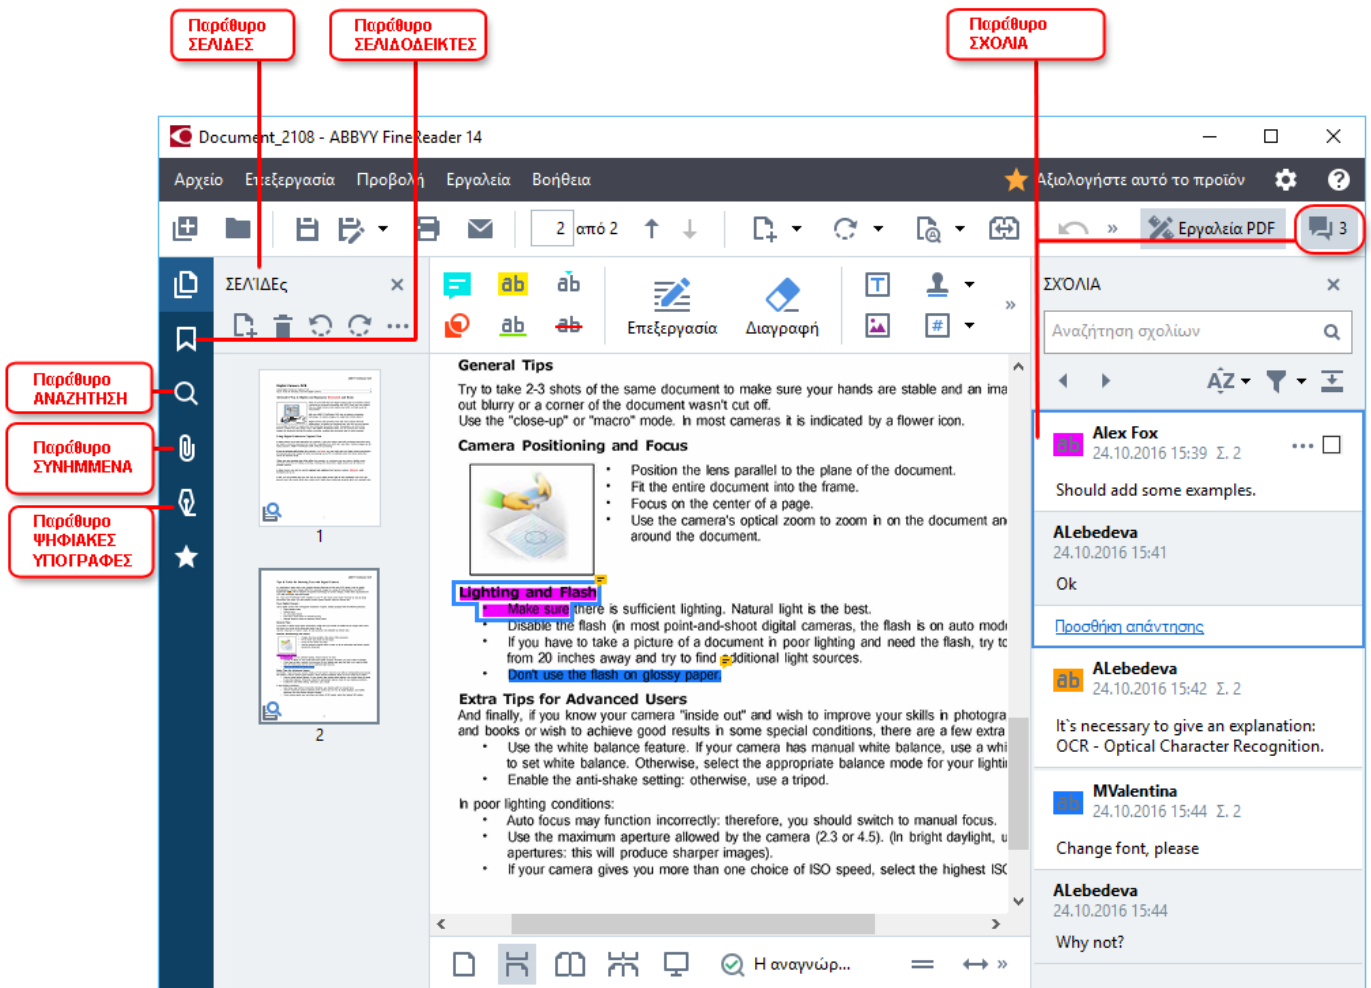 Παράθυρο
ΣΕΛΙΔΕΣ
Παράθυρο
ΣΕΛΙΔΟΔΕΙΚΤΕΣ
Παράθυρο
ΣΧΟΛΙΑ
Document_2108 - ABBYY FineReader 14
Αρχείο Επεξεργασία Προβολή Εργαλεία Βοήθεια
Αξιολογήστε αυτό το προϊόν
2 από 2
Εργαλεία PDF
3
ΣΕΛΊΔΕς
Παράθυρο
ΑΝΑΖΗΤΗΣΗ
Παράθυρο
ΣΥΝΗΜΜΕΝΑ
Παράθυρο
ΨΗΦΙΑΚΕΣ
ΥΠΟΓΡΑΦΕΣ
1
2
ab ab
ab ab
Επεξεργασία
Διαγραφή
T
#
General Tips
Try to take 2-3 shots of the same document to make sure your hands are stable and an ima
out blurry or a corner of the document wasn't cut off.
Use the "close-up" or "macro" mode. In most cameras it is indicated by a flower icon.
Camera Positioning and Focus
• Position the lens parallel to the plane of the document.
• Fit the entire document into the frame.
• Focus on the center of a page.
• Use the camera's optical zoom to zoom in on the document an
around the document.
Lighting and Flash
• Make sure there is sufficient lighting. Natural light is the best.
• Disable the flash (in most point-and-shoot digital cameras, the flash is on auto mod
• If you have to take a picture of a document in poor lighting and need the flash, try to
from 20 inches away and try to find additional light sources.
• Don't use the flash on glossy paper.
Extra Tips for Advanced Users
And finally, if you know your camera "inside out" and wish to improve your skills in photogra
and books or wish to achieve good results in some special conditions, there are a few extra
• Use the white balance feature. If your camera has manual white balance, use a whi
to set white balance. Otherwise, select the appropriate balance mode for your lighti
• Enable the anti-shake setting: otherwise, use a tripod.
In poor lighting conditions:
• Auto focus may function incorrectly: therefore, you should switch to manual focus.
• Use the maximum aperture allowed by the camera (2.3 or 4.5). (In bright daylight, u
apertures: this will produce sharper images).
• If your camera gives you more than one choice of ISO speed, select the highest ISO
Η αναγνώρ...
ΣΧΌΛΙΑ
Αναζήτηση σχολίων
AZ
ab Alex Fox
24.10.2016 15:39 Σ. 2
Should add some examples.
ALebedeva
24.10.2016 15:41
Ok
Προσθήκη απάντησης
ab ALebedeva
24.10.2016 15:42 Σ. 2
It`s necessary to give an explanation:
OCR - Optical Character Recognition.
ab MValentina
24.10.2016 15:44 Σ. 2
Change font, please
ALebedeva
24.10.2016 15:44
Why not?